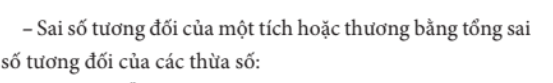 – Sai số tương đối của một tích hoặc thương bằng tổng sai
số tương đối của các thừa số: